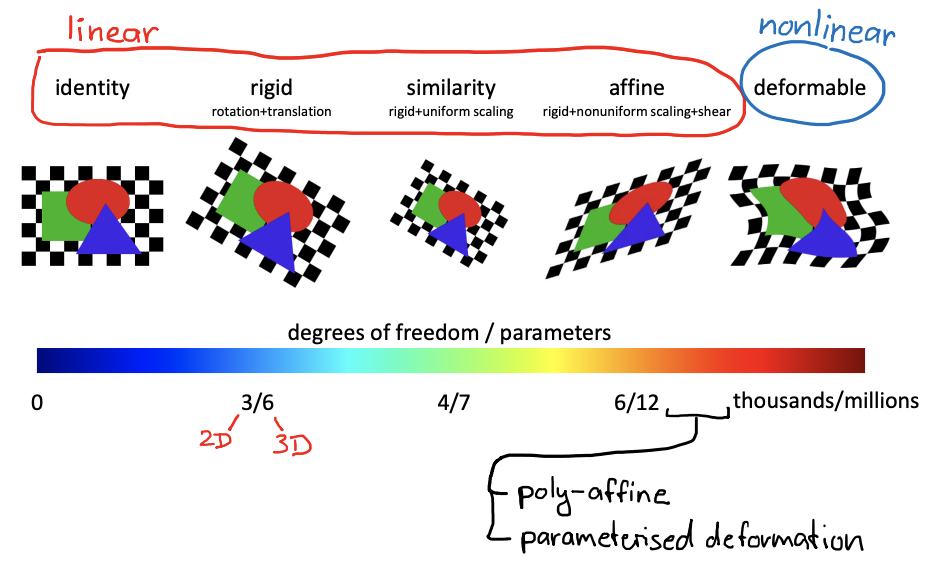 linear
nonlinear
identity rigid similarity affine deformable
rotation+translation rigid+uniform scaling rigid+nonuniform scaling+shear
degrees of freedom / parameters
0 3/6 4/7 6/12 thousands/millions
2D 3D
poly-affine
parameterised deformation